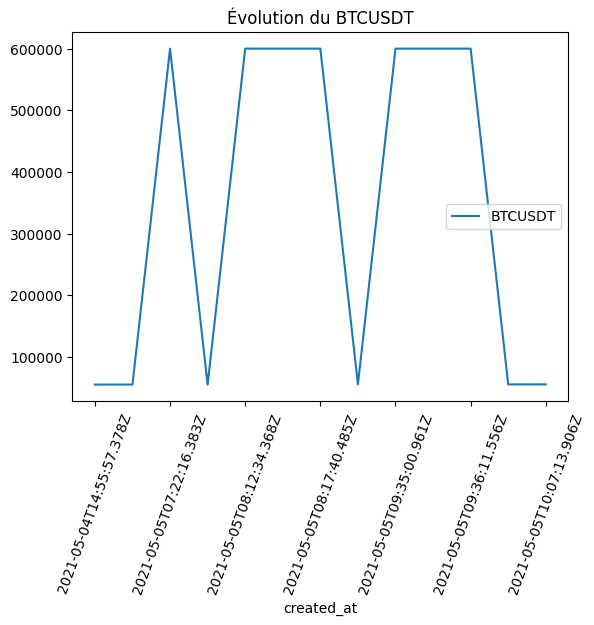 Évolution du BTCUSDT
600000
500000
400000
300000
200000
100000
BTCUSDT
2021-05-04T14:55:57.378Z
2021-05-05T07:22:16.383Z
2021-05-05T08:12:34.368Z
2021-05-05T08:17:40.485Z
2021-05-05T09:35:00.961Z
2021-05-05T09:36:11.556Z
2021-05-05T10:07:13.906Z
created_at